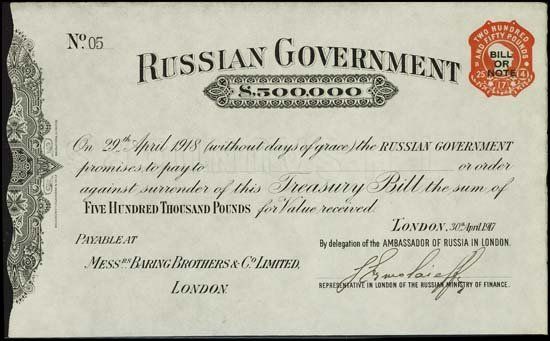 No. 05
RUSSIAN GOVERNMENT
£,500,000
TWO HUNDRED
AND FIFTY POUNDS
BILL
OR
NOTE
25 4
17
On 29th April 1918 (without days of grace) the RUSSIAN GOVERNMENT
promises to pay to or order
against surrender of this Treasury Bill, the sum of
FIVE HUNDRED THOUSAND POUNDS for Value received.
LONDON, 30th April, 1917
PAYABLE AT
By delegation of the AMBASSADOR OF RUSSIA IN LONDON.
MESSRS BARING BROTHERS & Co LIMITED,
LONDON.
REPRESENTATIVE IN LONDON OF THE RUSSIAN MINISTRY OF FINANCE.